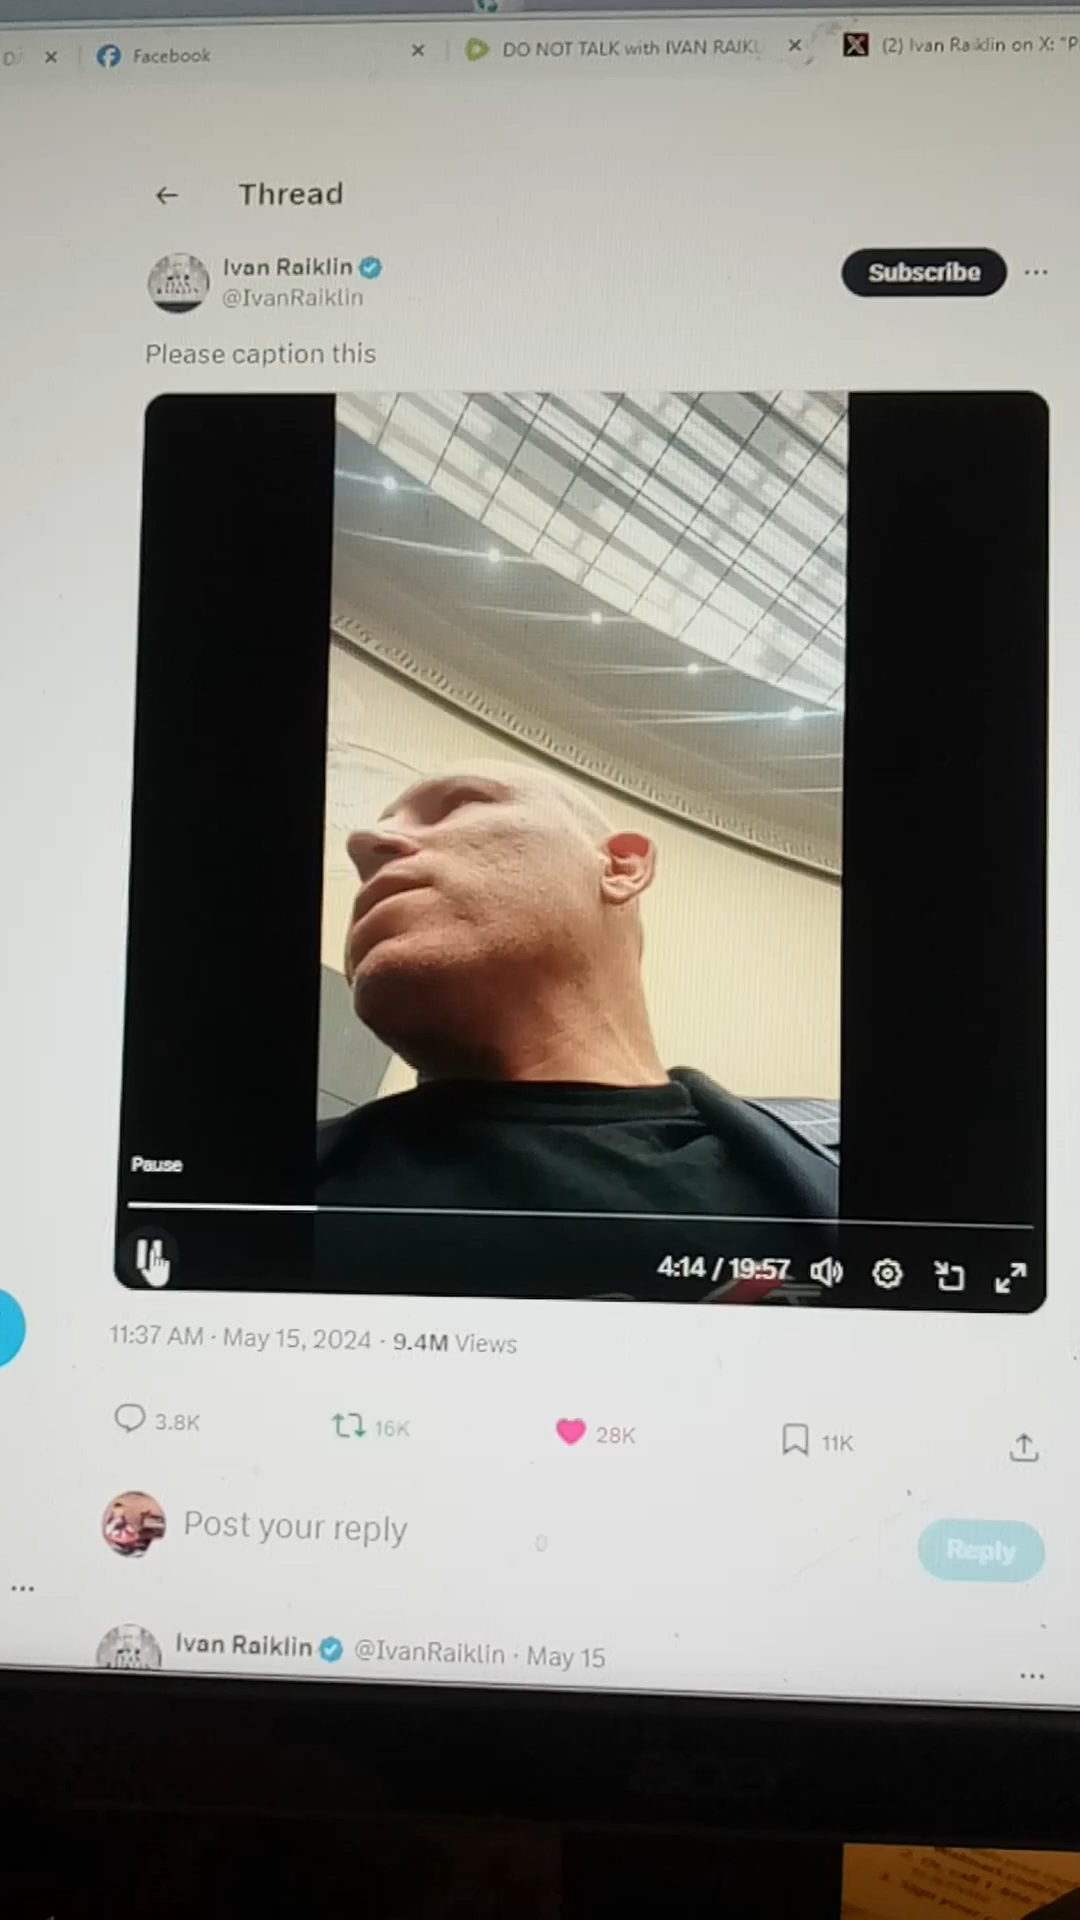 Facebook
DO NOT TALK with IVAN RAIKL
(2) Ivan Raiklin on X: "P
Thread
Ivan Raiklin
@IvanRaiklin
Subscribe
Please caption this
Pause
4:14 / 19:57
11:37 AM · May 15, 2024 · 9.4M Views
3.8K
16K
28K
11K
Post your reply
Reply
Ivan Raiklin @IvanRaiklin · May 15